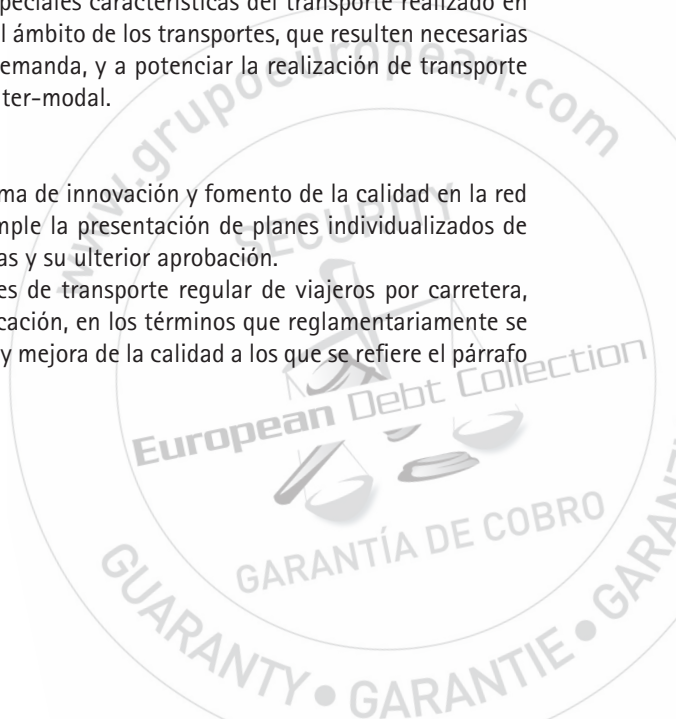 speciales características del transporte realizado en
l ámbito de los transportes, que resulten necesarias
emanda, y a potenciar la realización de transporte
ter-modal.
ma de innovación y fomento de la calidad en la red
mple la presentación de planes individualizados de
as y su ulterior aprobación.
es de transporte regular de viajeros por carretera,
cación, en los términos que reglamentariamente se
y mejora de la calidad a los que se refiere el párrafo
www.grupoeuropean.com
SECURITY
European Debt Collection
GARANTÍA DE COBRO
GUARANTY • GARANTIE • GARANTI